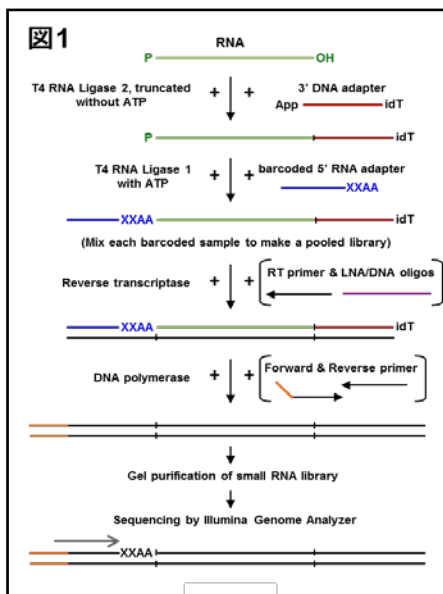 図1
RNA
P
OH
T4 RNA Ligase 2, truncated
without ATP
+
+
3' DNA adapter
App
idT
P
idT
T4 RNA Ligase 1
with ATP
+
+
barcoded 5' RNA adapter
XXAA
XXAA
idT
(Mix each barcoded sample to make a pooled library)
Reverse transcriptase
+
+
RT primer & LNA/DNA oligos
XXAA
idT
DNA polymerase
+
+
Forward & Reverse primer
Gel purification of small RNA library
Sequencing by Illumina Genome Analyzer
XXAA